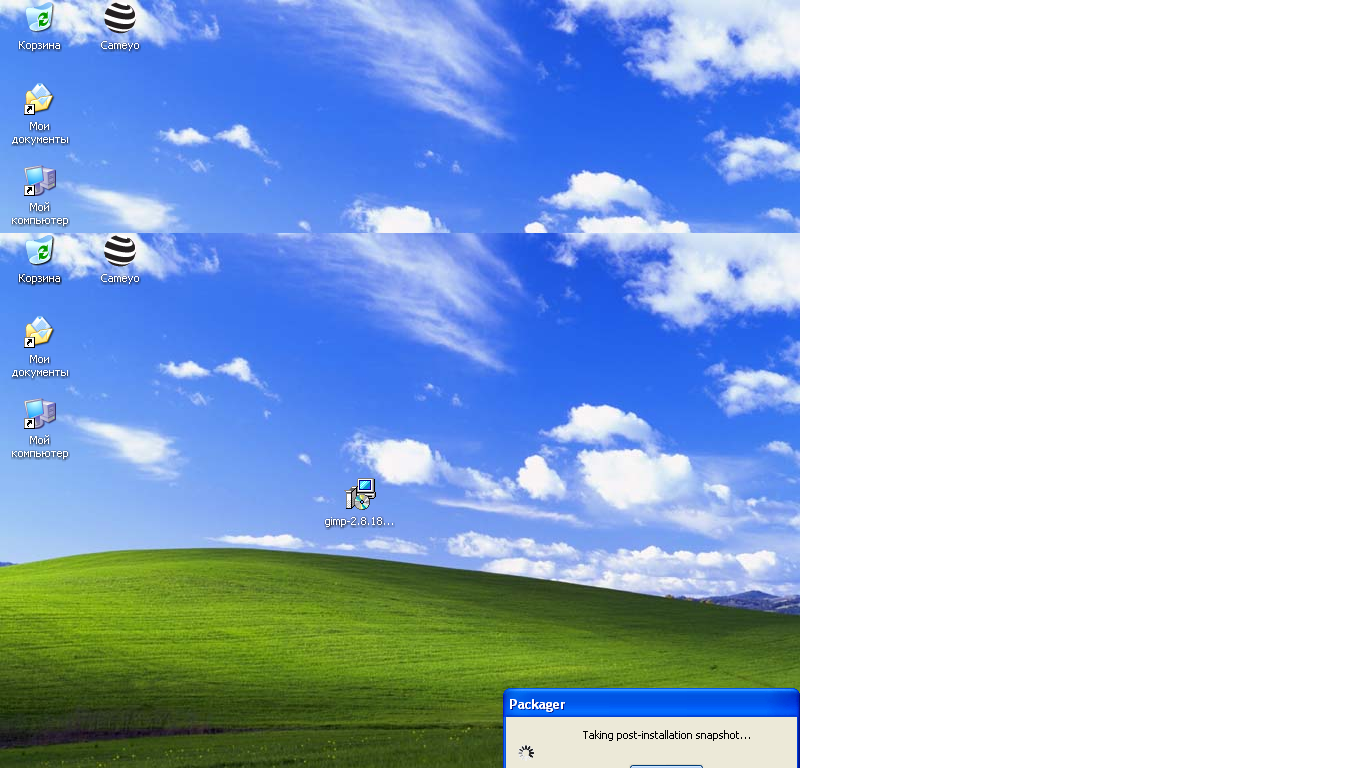 Корзина
Cameyo
Мои
документы
Мой
компьютер
Корзина
Cameyo
Мои
документы
Мой
компьютер
gimp-2.8.18...
Packager
Taking post-installation snapshot...